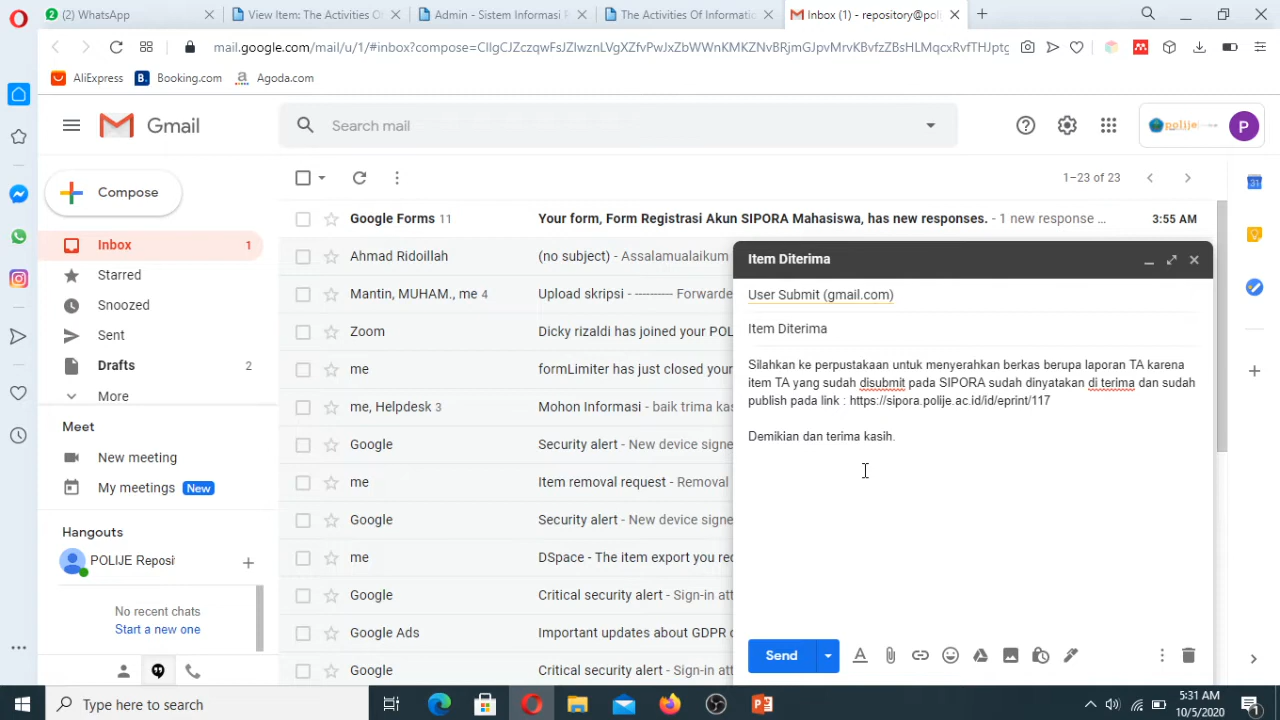 (2) WhatsApp
View Item: The Activities Of
Admin - Sistem Informasi R
The Activities Of Informatio
Inbox (1) - repository@poli
mail.google.com/mail/u/1/#inbox?compose=
AliExpress
Booking.com
Agoda.com
Gmail
Search mail
polije
P
Compose
1–23 of 23
Google Forms 11
Your form, Form Registrasi Akun SIPORA Mahasiswa, has new responses. - 1 new response ...
3:55 AM
Inbox 1
Item Diterima
Ahmad Ridoillah
(no subject) - Assalamualaikum
Starred
User Submit (gmail.com)
Mantin, MUHAM., me 4
Upload skripsi - ---------- Forwarde
Snoozed
Item Diterima
Zoom
Dicky rizaldi has joined your POL
Sent
Silahkan ke perpustakaan untuk menyerahkan berkas berupa laporan TA karena
item TA yang sudah disubmit pada SIPORA sudah dinyatakan di terima dan sudah
publish pada link : https://sipora.polije.ac.id/id/eprint/117
Demikian dan terima kasih.
me
formLimiter has just closed your
Drafts 2
More
me, Helpdesk 3
Mohon Informasi - baik trima kas
Meet
Google
Security alert - New device signe
New meeting
me
Item removal request - Removal
My meetings New
Google
Security alert - New device signe
Hangouts
me
DSpace - The item export you rec
POLIJE Reposit
Google
Critical security alert - Sign-in att
No recent chats
Start a new one
Google Ads
Important updates about GDPR c
Google
Critical security alert - Sign-in att
Send
Type here to search
5:31 AM
10/5/2020